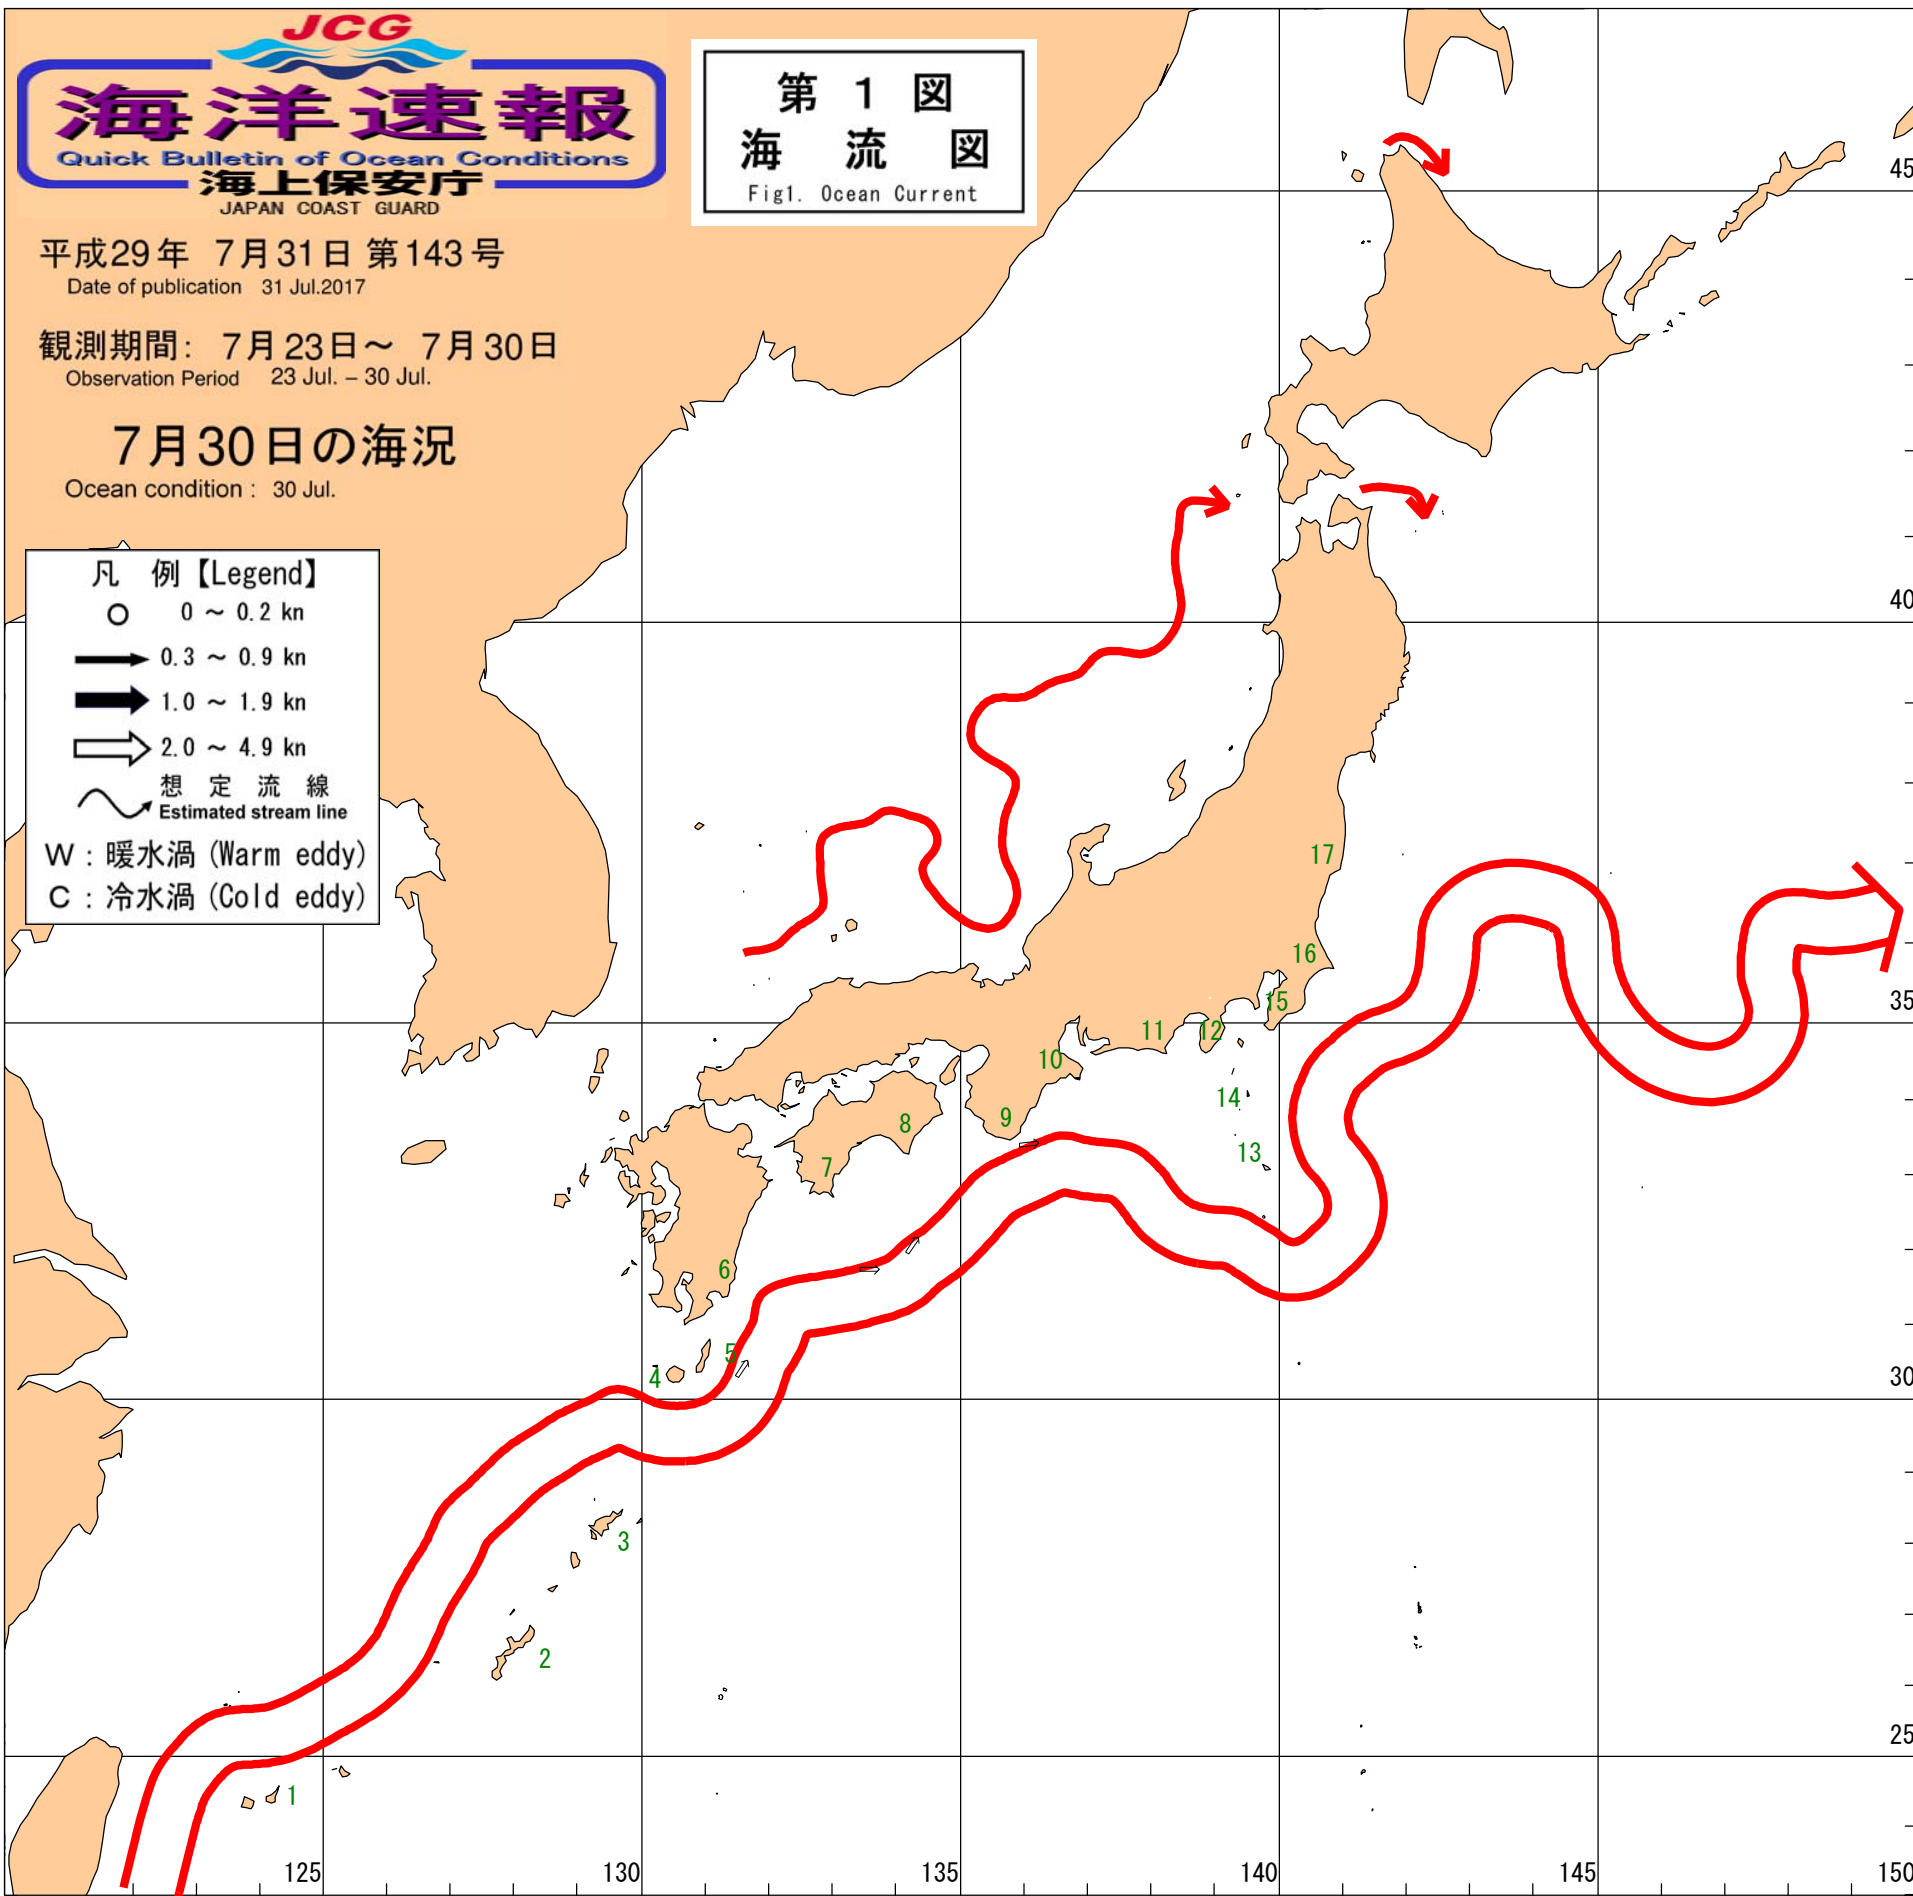 JCG
海洋速報
Quick Bulletin of Ocean Conditions
海上保安庁
JAPAN COAST GUARD
第 1 図
海 流 図
Fig1. Ocean Current
平成29年 7月31日 第143号
Date of publication 31 Jul.2017
観測期間: 7月23日～ 7月30日
Observation Period 23 Jul. – 30 Jul.
7月30日の海況
Ocean condition : 30 Jul.
凡 例【Legend】
0 ～ 0.2 kn
0.3 ～ 0.9 kn
1.0 ～ 1.9 kn
2.0 ～ 4.9 kn
想 定 流 線
Estimated stream line
W : 暖水渦 (Warm eddy)
C : 冷水渦 (Cold eddy)
45
40
35
30
25
17
16
15
12
11
10
14
13
9
8
7
6
5
4
3
2
1
125
130
135
140
145
150